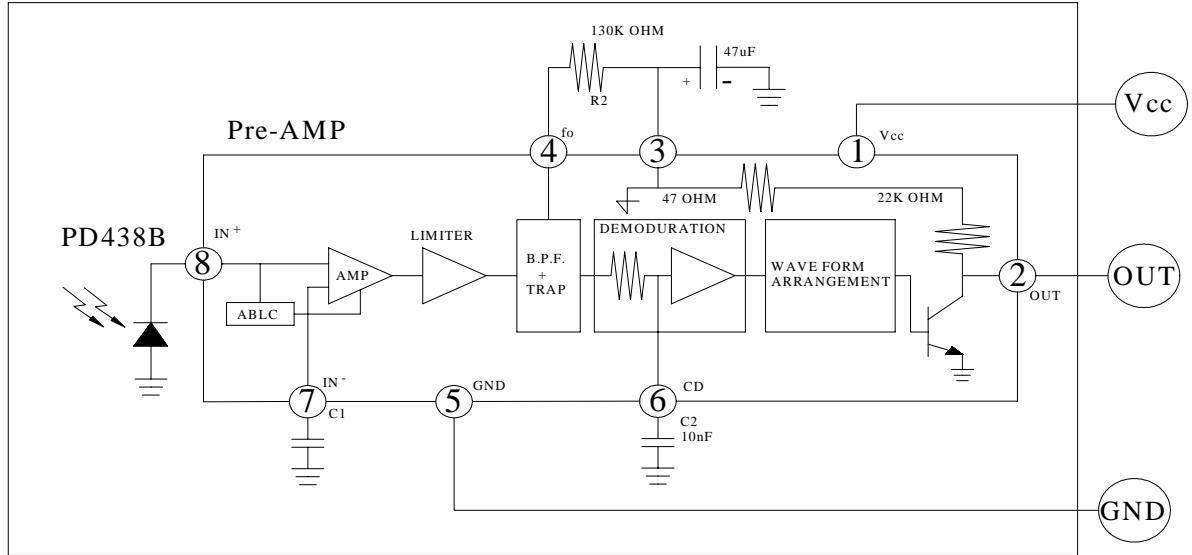 130K OHM
47uF
+
-
R2
Vcc
Pre-AMP
4
fo
3
1
Vcc
47 OHM
22K OHM
PD438B
IN+
8
LIMITER
DEMODURATION
AMP
B.P.F.
+
TRAP
WAVE FORM
ARRANGEMENT
2
OUT
OUT
ABLC
7
IN-
C1
5
GND
6
CD
C2
10nF
GND